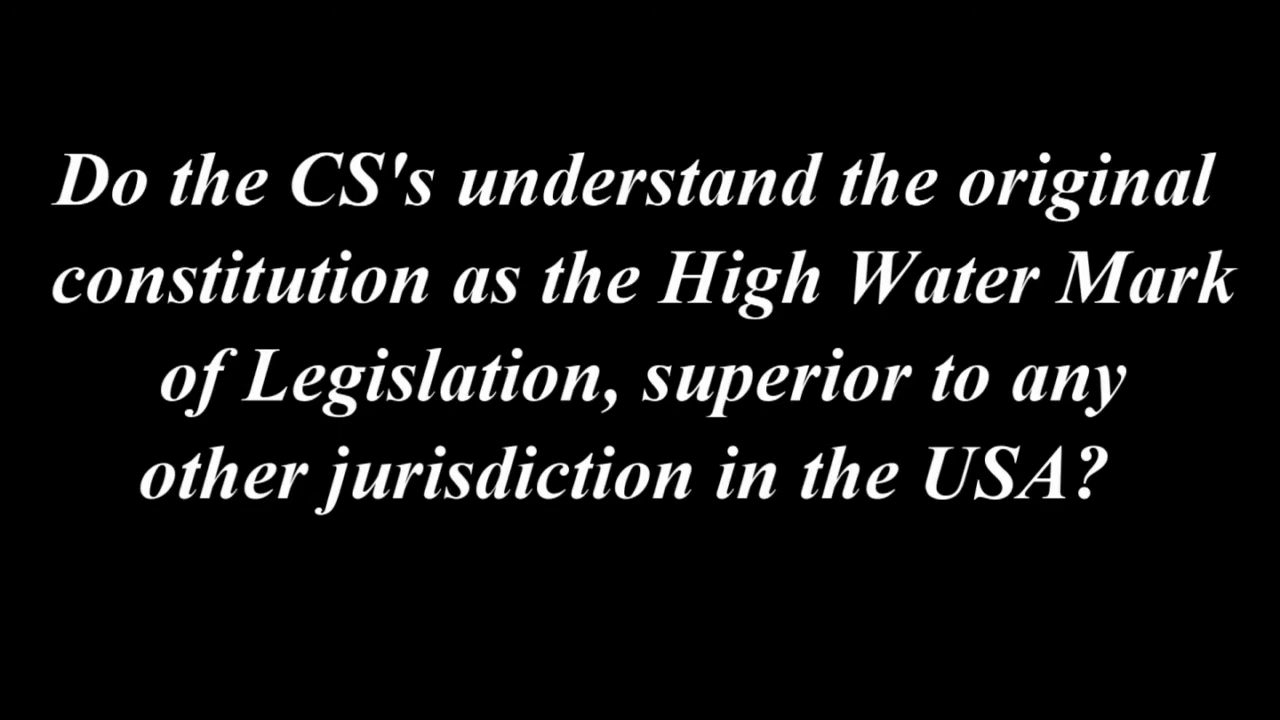 Do the CS's understand the original
constitution as the High Water Mark
of Legislation, superior to any
other jurisdiction in the USA?